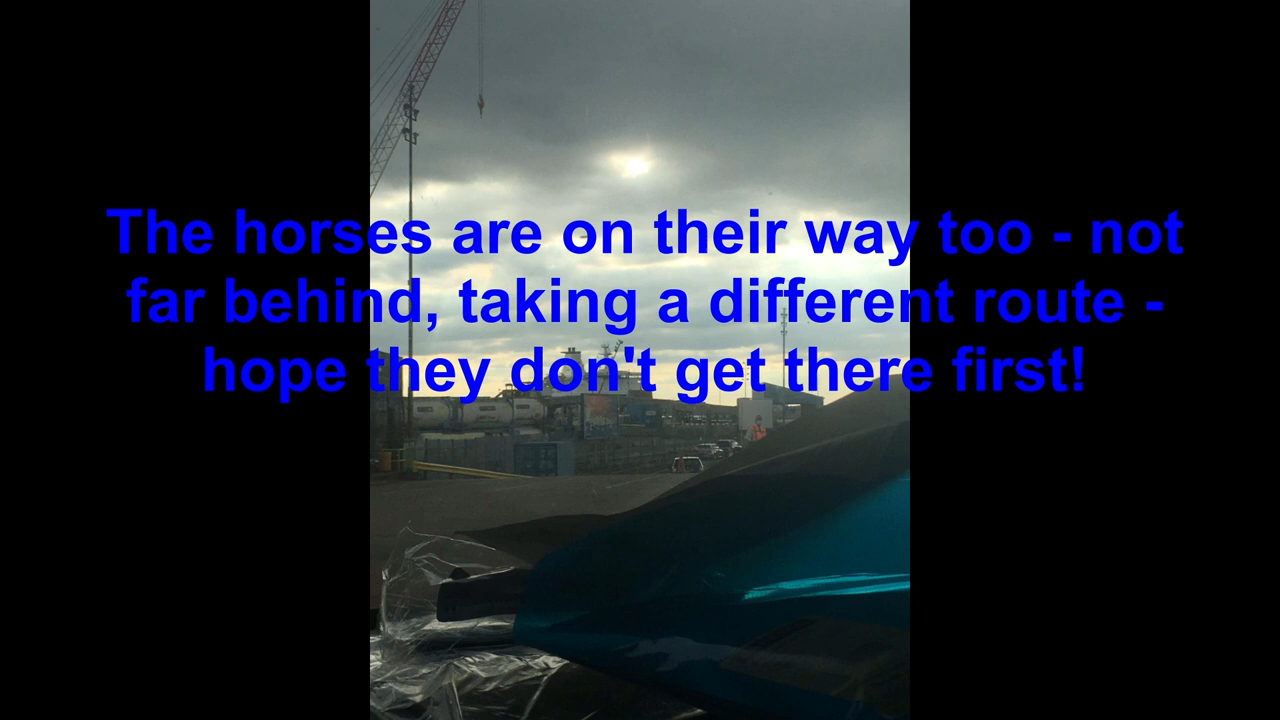 The horses are on their way too - not
far behind, taking a different route -
hope they don't get there first!